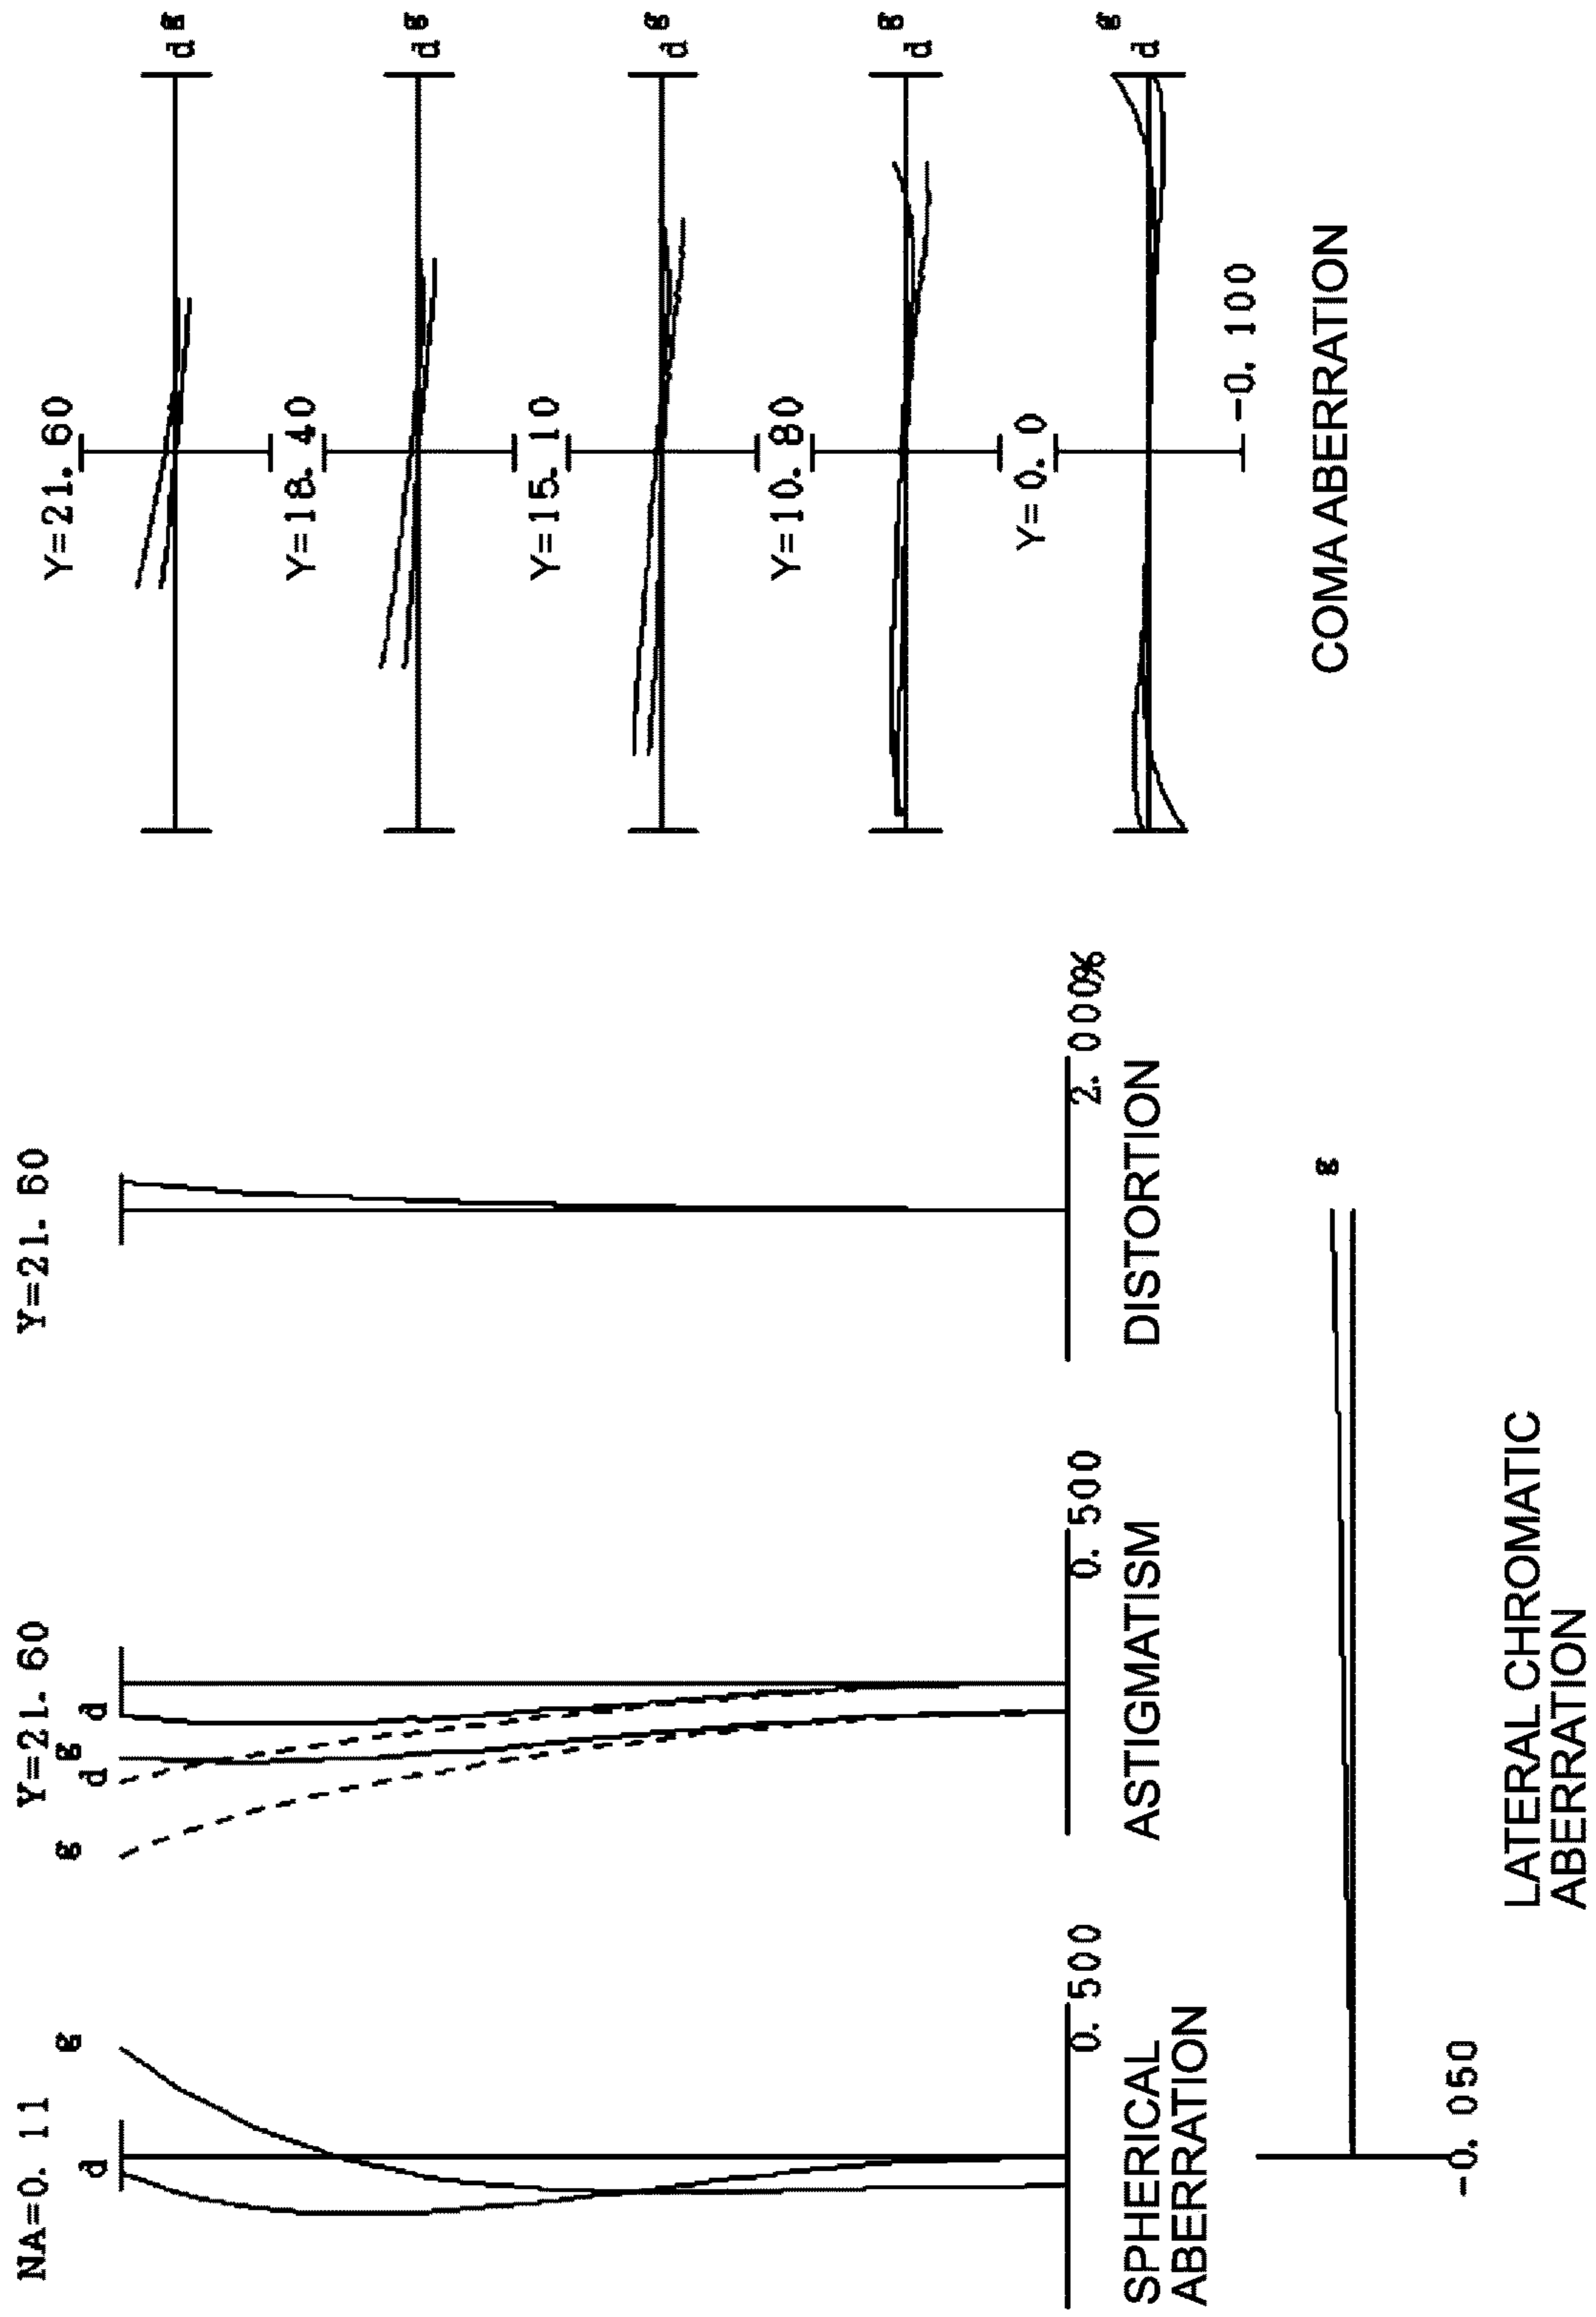 NA=0. 11
d
g
0. 500
SPHERICAL
ABERRATION
Y=21. 60
g
d
g
d
0. 500
ASTIGMATISM
Y=21. 60
2. 000%
DISTORTION
g
-0. 050
LATERAL CHROMATIC
ABERRATION
Y=21. 60
d
g
Y=18. 40
d
g
Y=15. 10
d
g
Y=10. 80
d
g
Y=0. 0
d
g
-0. 100
COMA ABERRATION